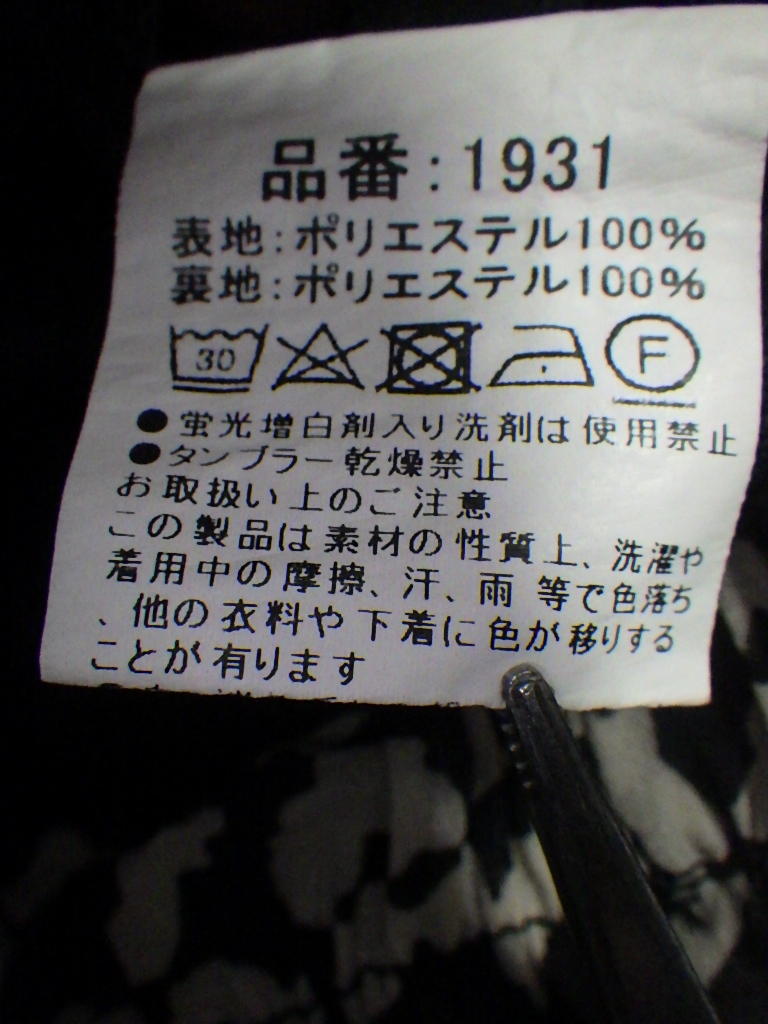 品番:1931
表地:ポリエステル100%
裏地:ポリエステル100%
30 F
●蛍光増白剤入り洗剤は使用禁止
●タンブラー乾燥禁止
お取扱い上のご注意
この製品は素材の性質上、洗濯や
着用中の摩擦、汗、雨等で色落ち
、他の衣料や下着に色が移りする
ことが有ります